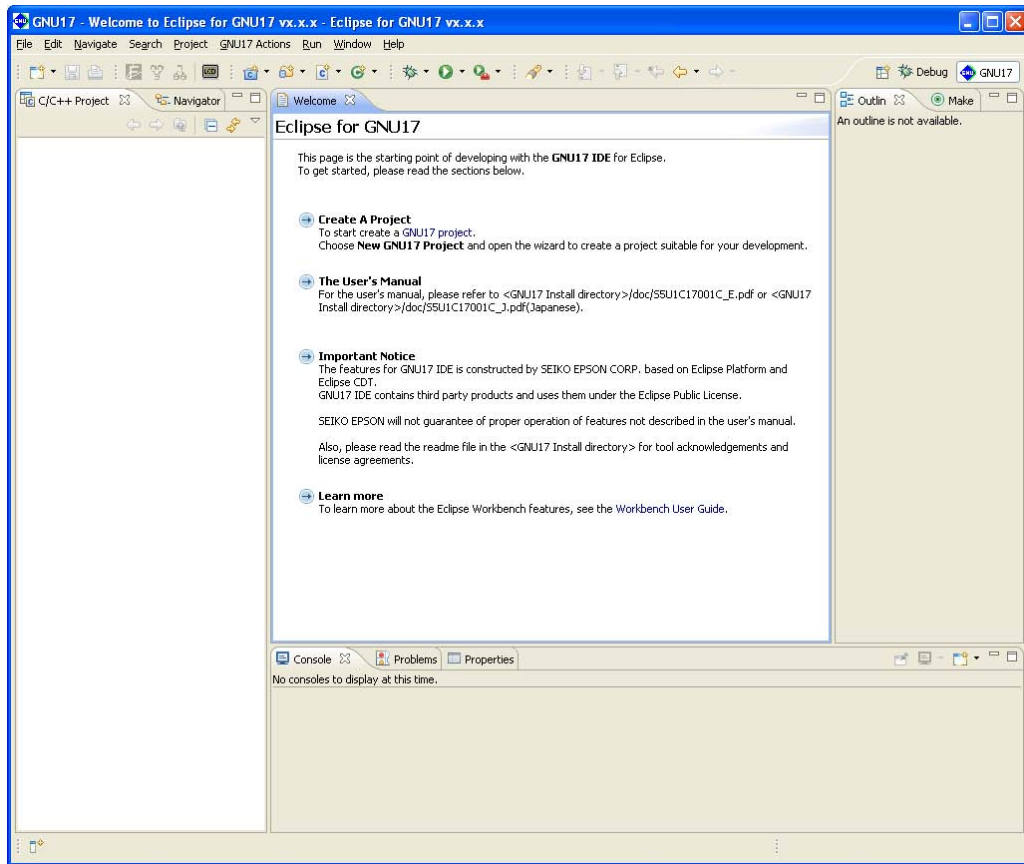 GNU17 - Welcome to Eclipse for GNU17 vx.x.x - Eclipse for GNU17 vx.x.x
File Edit Navigate Search Project GNU17 Actions Run Window Help
Debug GNU17
C/C++ Project Navigator
Welcome
Outlin Make
An outline is not available.
Eclipse for GNU17
This page is the starting point of developing with the GNU17 IDE for Eclipse.
To get started, please read the sections below.
Create A Project
To start create a GNU17 project.
Choose New GNU17 Project and open the wizard to create a project suitable for your development.
The User's Manual
For the user's manual, please refer to <GNU17 Install directory>/doc/S5U1C17001C_E.pdf or <GNU17
Install directory>/doc/S5U1C17001C_J.pdf(Japanese).
Important Notice
The features for GNU17 IDE is constructed by SEIKO EPSON CORP. based on Eclipse Platform and
Eclipse CDT.
GNU17 IDE contains third party products and uses them under the Eclipse Public License.
SEIKO EPSON will not guarantee of proper operation of features not described in the user's manual.
Also, please read the readme file in the <GNU17 Install directory> for tool acknowledgements and
license agreements.
Learn more
To learn more about the Eclipse Workbench features, see the Workbench User Guide.
Console Problems Properties
No consoles to display at this time.